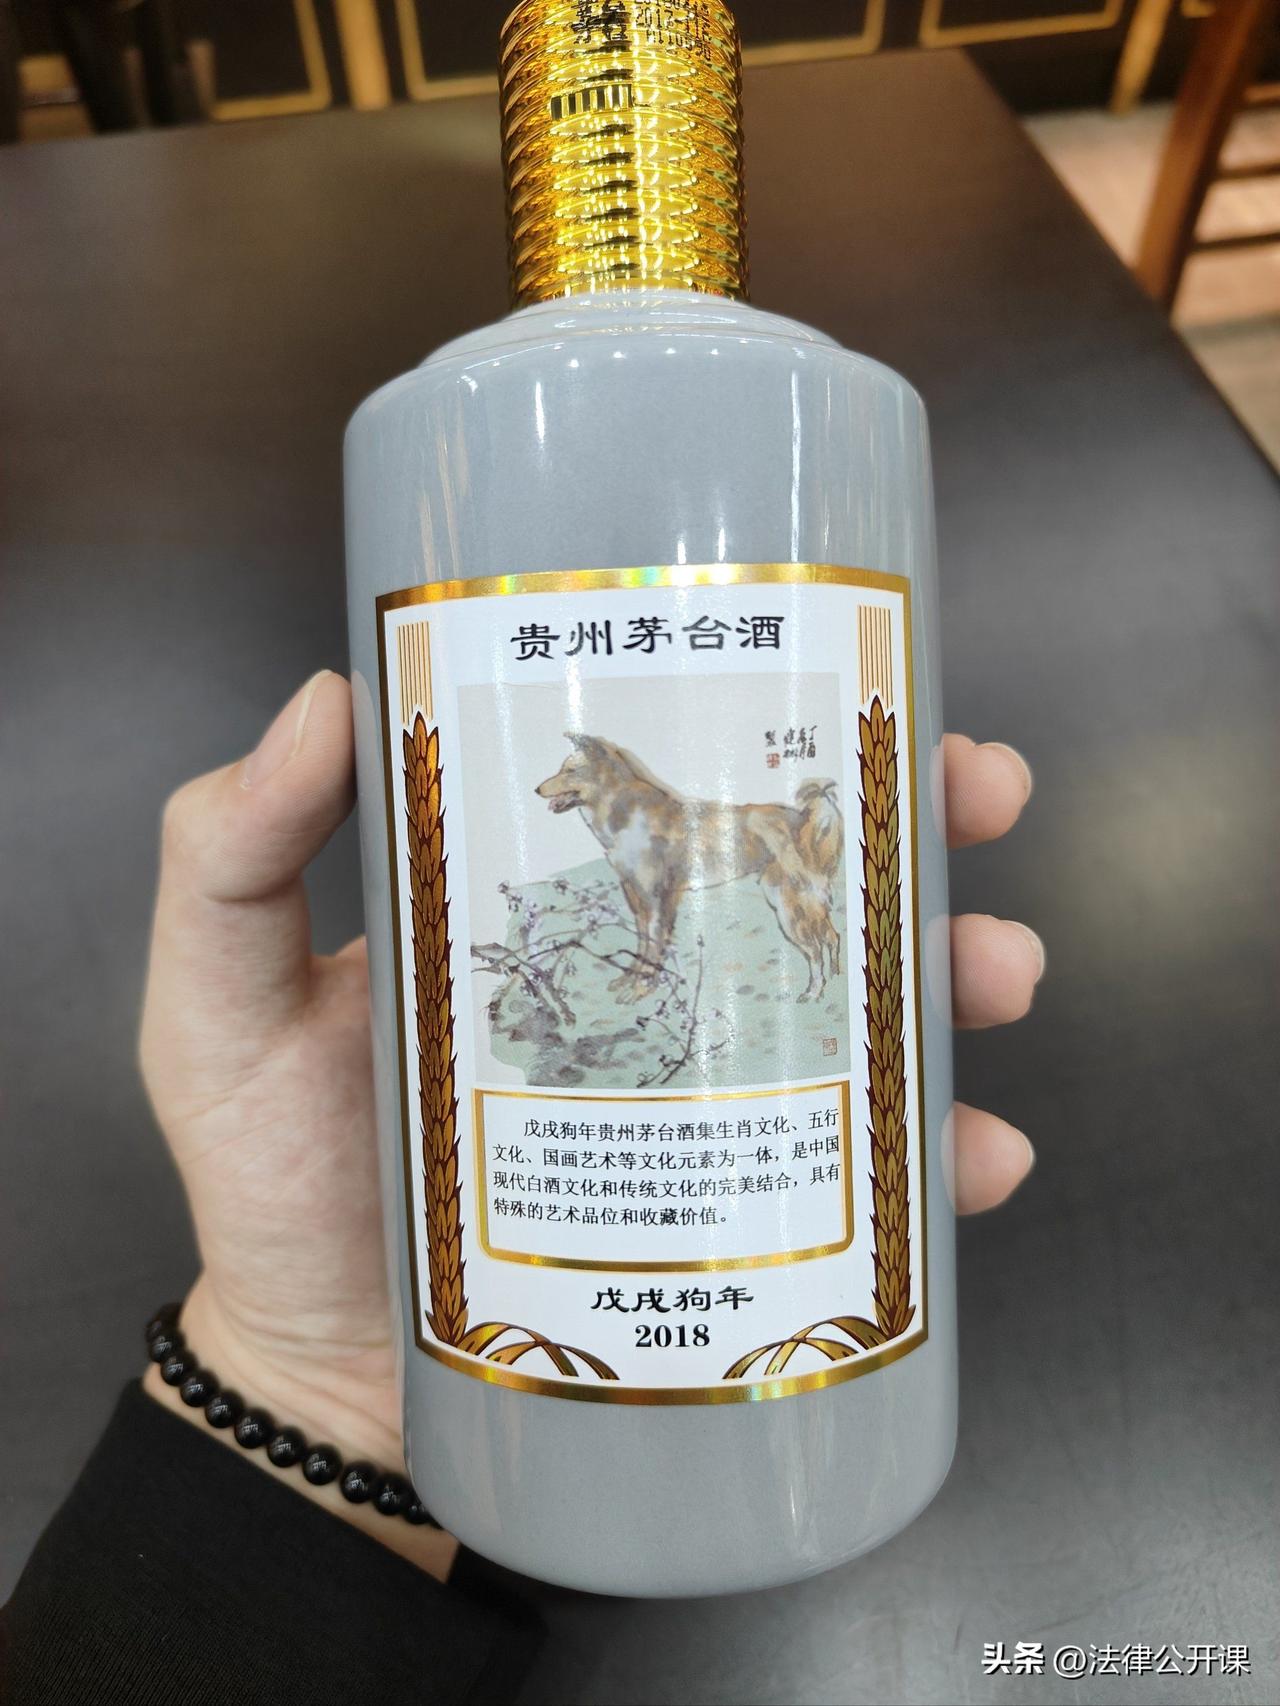 贵州茅台酒
戊戌狗年贵州茅台酒集生肖文化、五行
文化、国画艺术等文化元素为一体，是中国
现代白酒文化和传统文化的完美结合，具有
特殊的艺术品位和收藏价值。
戊戌狗年
2018
头条 @法律公开课